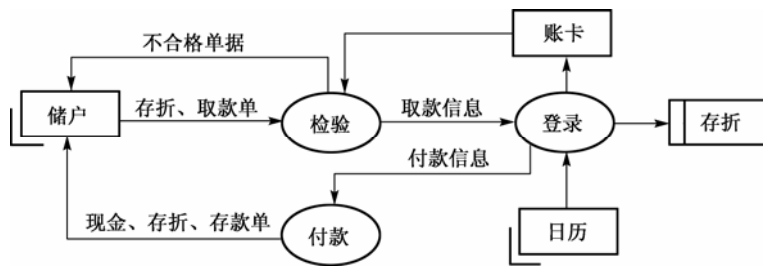 不合格单据
账卡
储户
存折、取款单
检验
取款信息
登录
存折
付款信息
现金、存折、存款单
付款
日历